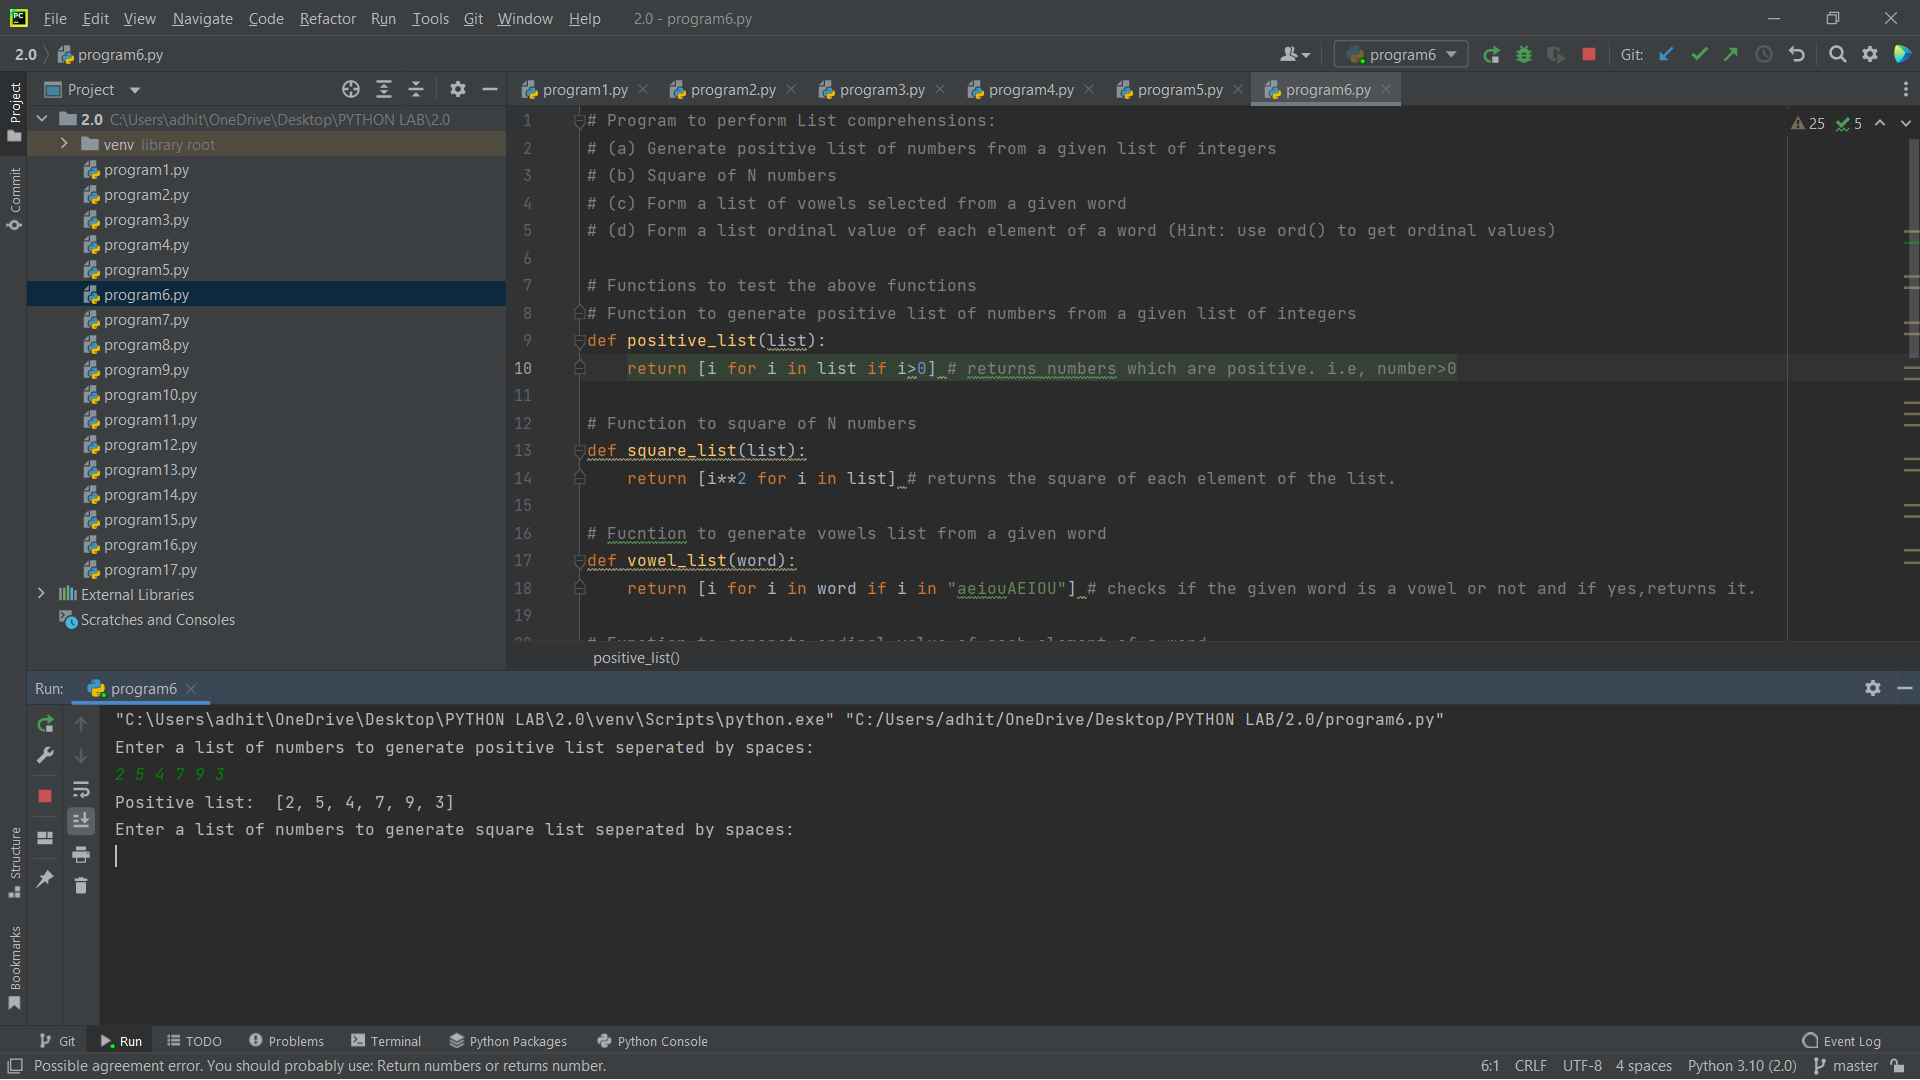 File Edit View Navigate Code Refactor Run Tools Git Window Help 2.0 - program6.py
2.0 program6.py
program6
Git:
Project
program1.py program2.py program3.py program4.py program5.py program6.py
Project
Commit
Structure
Bookmarks
2.0 C:\Users\adhit\OneDrive\Desktop\PYTHON LAB\2.0
venv library root
program1.py
program2.py
program3.py
program4.py
program5.py
program6.py
program7.py
program8.py
program9.py
program10.py
program11.py
program12.py
program13.py
program14.py
program15.py
program16.py
program17.py
External Libraries
Scratches and Consoles
25 5
1 # Program to perform List comprehensions:
2 # (a) Generate positive list of numbers from a given list of integers
3 # (b) Square of N numbers
4 # (c) Form a list of vowels selected from a given word
5 # (d) Form a list ordinal value of each element of a word (Hint: use ord() to get ordinal values)
6
7 # Functions to test the above functions
8 # Function to generate positive list of numbers from a given list of integers
9 def positive_list(list):
10 return [i for i in list if i>0] # returns numbers which are positive. i.e, number>0
11
12 # Function to square of N numbers
13 def square_list(list):
14 return [i**2 for i in list] # returns the square of each element of the list.
15
16 # Fucntion to generate vowels list from a given word
17 def vowel_list(word):
18 return [i for i in word if i in "aeiouAEIOU"] # checks if the given word is a vowel or not and if yes,returns it.
19
# Function to generate ordinal value of each element of a word
positive_list()
Run: program6
"C:\Users\adhit\OneDrive\Desktop\PYTHON LAB\2.0\venv\Scripts\python.exe" "C:/Users/adhit/OneDrive/Desktop/PYTHON LAB/2.0/program6.py"
Enter a list of numbers to generate positive list seperated by spaces:
2 5 4 7 9 3
Positive list:  [2, 5, 4, 7, 9, 3]
Enter a list of numbers to generate square list seperated by spaces:
Git Run TODO Problems Terminal Python Packages Python Console Event Log
Possible agreement error. You should probably use: Return numbers or returns number. 6:1 CRLF UTF-8 4 spaces Python 3.10 (2.0) master